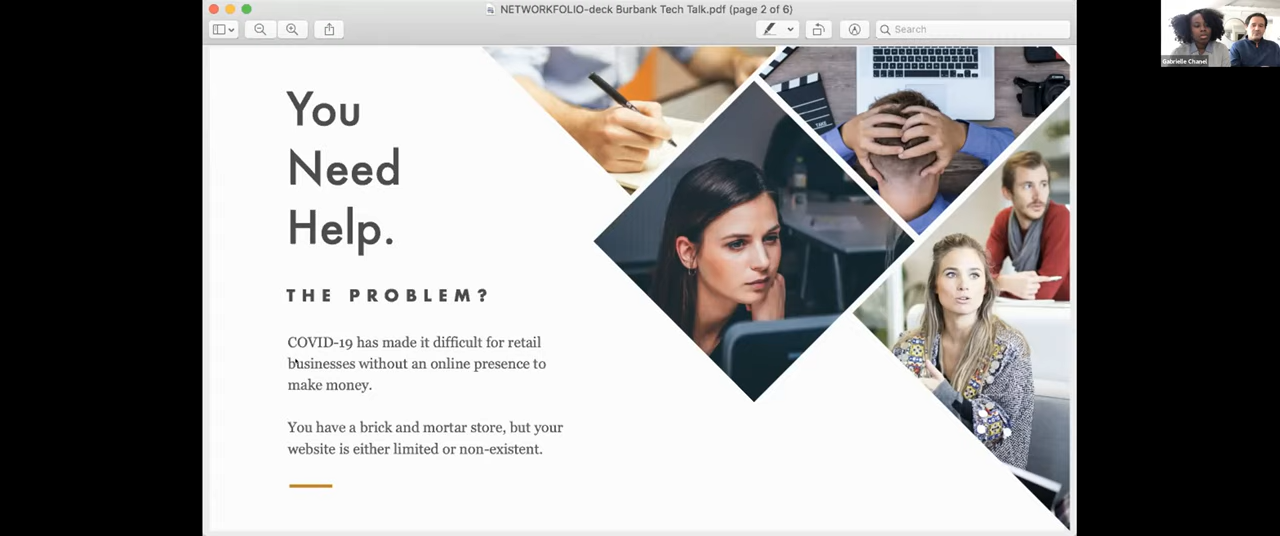 NETWORKFOLIO-deck Burbank Tech Talk.pdf (page 2 of 6)
Search
Gabrielle Chanel
You
Need
Help.
THE PROBLEM?
COVID-19 has made it difficult for retail
businesses without an online presence to
make money.
You have a brick and mortar store, but your
website is either limited or non-existent.
TAKE